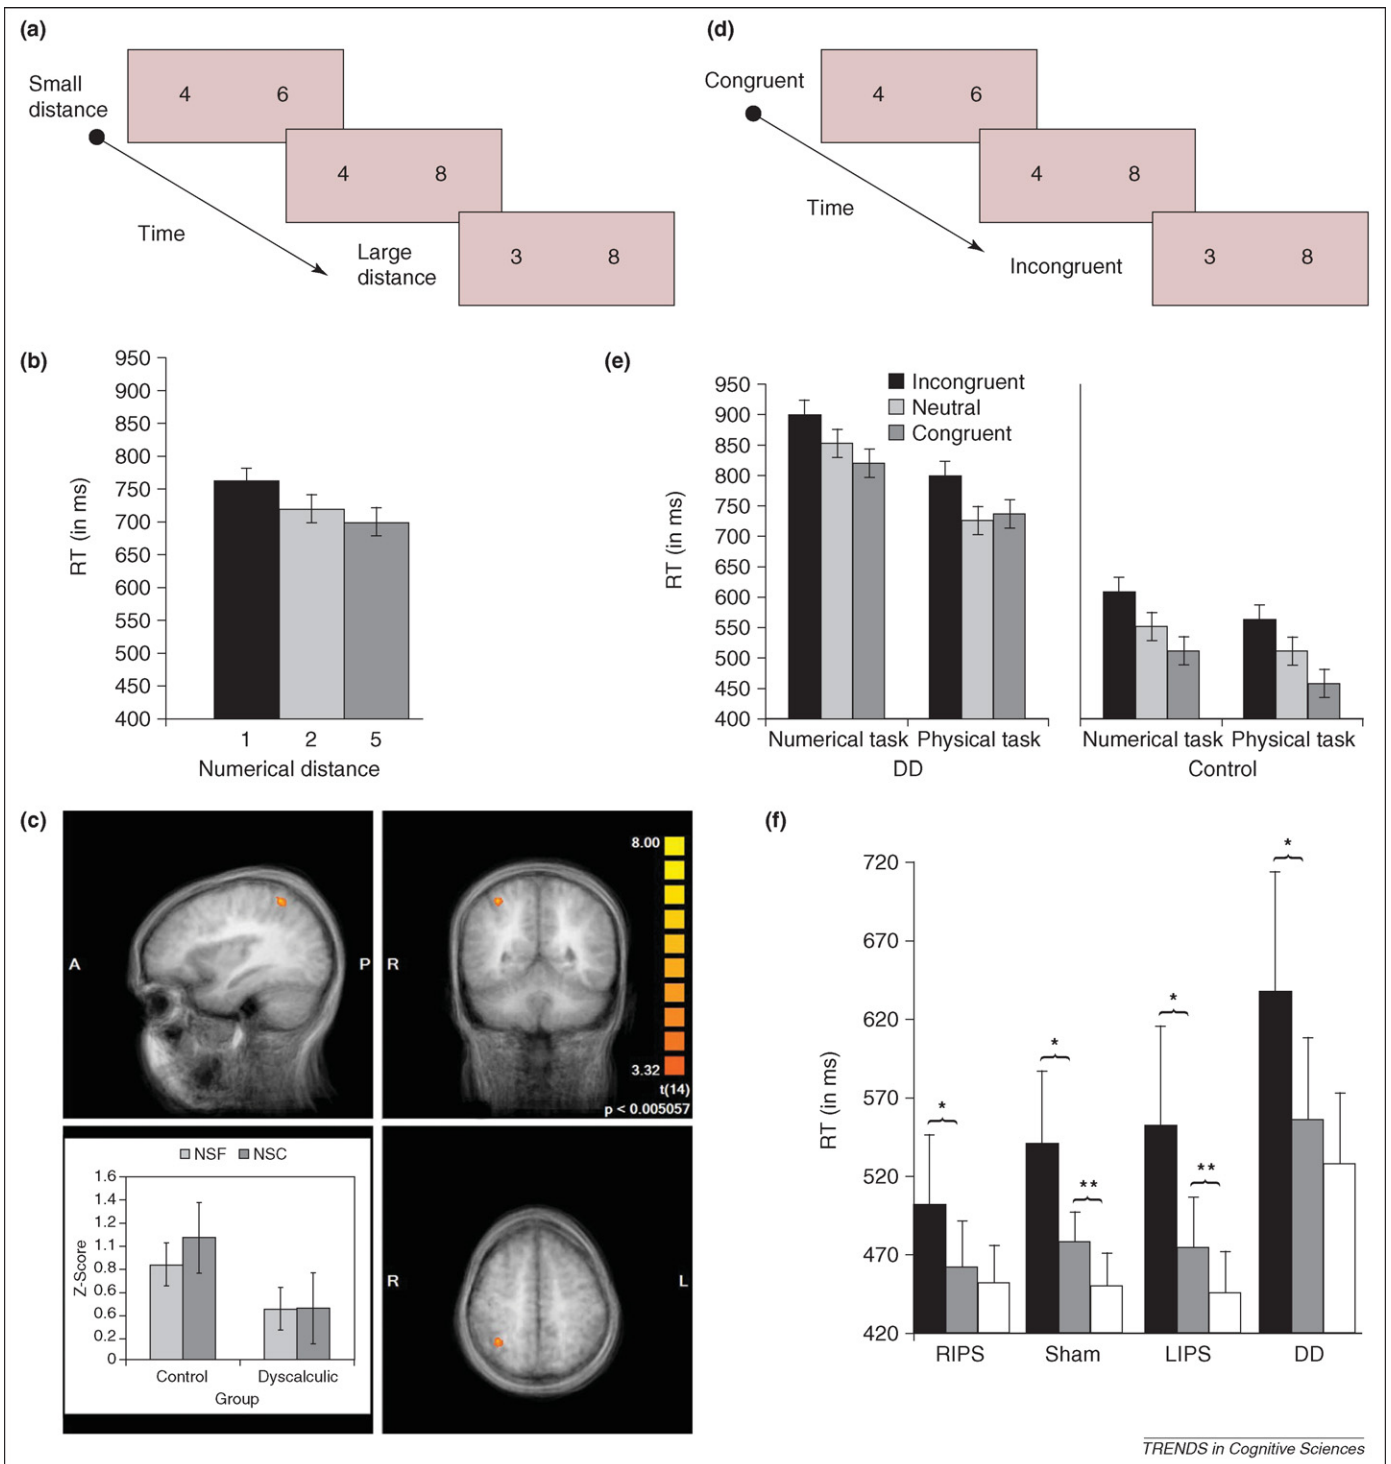 (a)
Small
distance
4 6
4 8
3 8
Time
Large
distance
(d)
Congruent
4 6
4 8
3 8
Time
Incongruent
(b)
950
900
850
800
750
700
650
600
550
500
450
400
RT (in ms)
1 2 5
Numerical distance
(e)
950
900
850
800
750
700
650
600
550
500
450
400
RT (in ms)
Incongruent
Neutral
Congruent
Numerical task Physical task
DD
Numerical task Physical task
Control
(c)
A P
R
8.00
3.32
t(14)
p < 0.005057
NSF NSC
1.6
1.4
1.2
1.1
0.8
0.6
0.6
0.2
0
Z-Score
Control Dyscalculic
Group
R L
(f)
720
670
620
570
520
470
420
RT (in ms)
*
*
**
*
**
*
RIPS Sham LIPS DD
TRENDS in Cognitive Sciences